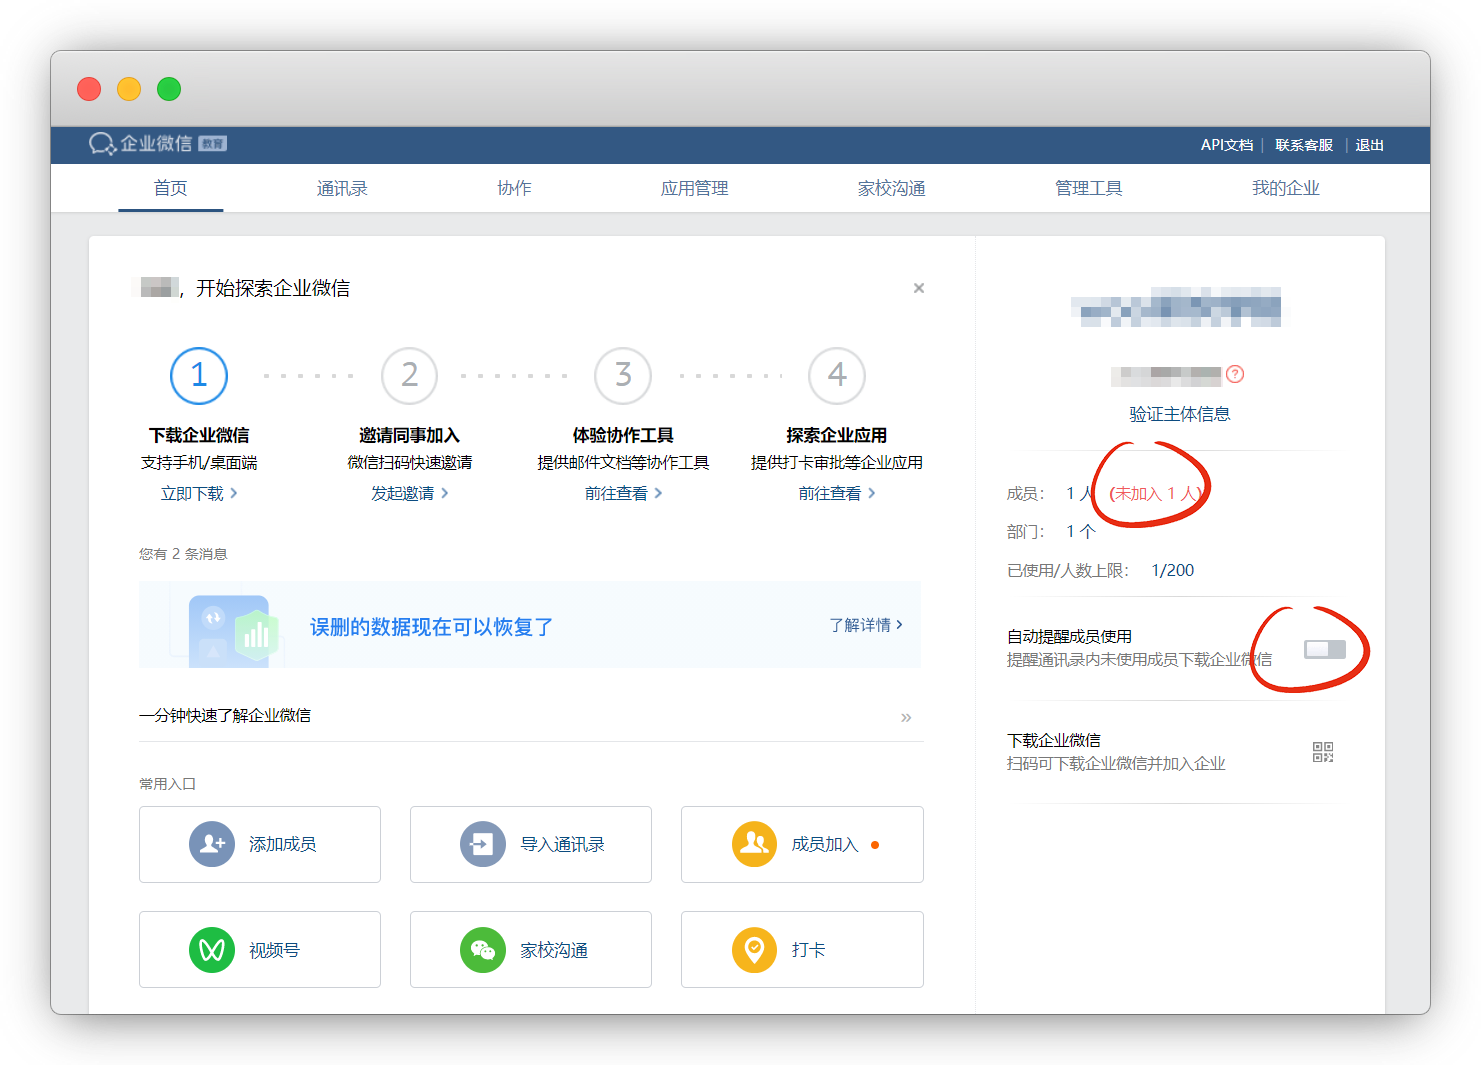 企业微信 教育
API文档 | 联系客服 | 退出
首页 通讯录 协作 应用管理 家校沟通 管理工具 我的企业
，开始探索企业微信 ×
1 2 3 4
下载企业微信 邀请同事加入 体验协作工具 探索企业应用
支持手机/桌面端 微信扫码快速邀请 提供邮件文档等协作工具 提供打卡审批等企业应用
立即下载 > 发起邀请 > 前往查看 > 前往查看 >
您有 2 条消息
误删的数据现在可以恢复了 了解详情 >
一分钟快速了解企业微信 »
常用入口
添加成员 导入通讯录 成员加入
视频号 家校沟通 打卡
?
验证主体信息
成员： 1 人 (未加入 1 人)
部门： 1 个
已使用/人数上限： 1/200
自动提醒成员使用
提醒通讯录内未使用成员下载企业微信
下载企业微信
扫码可下载企业微信并加入企业